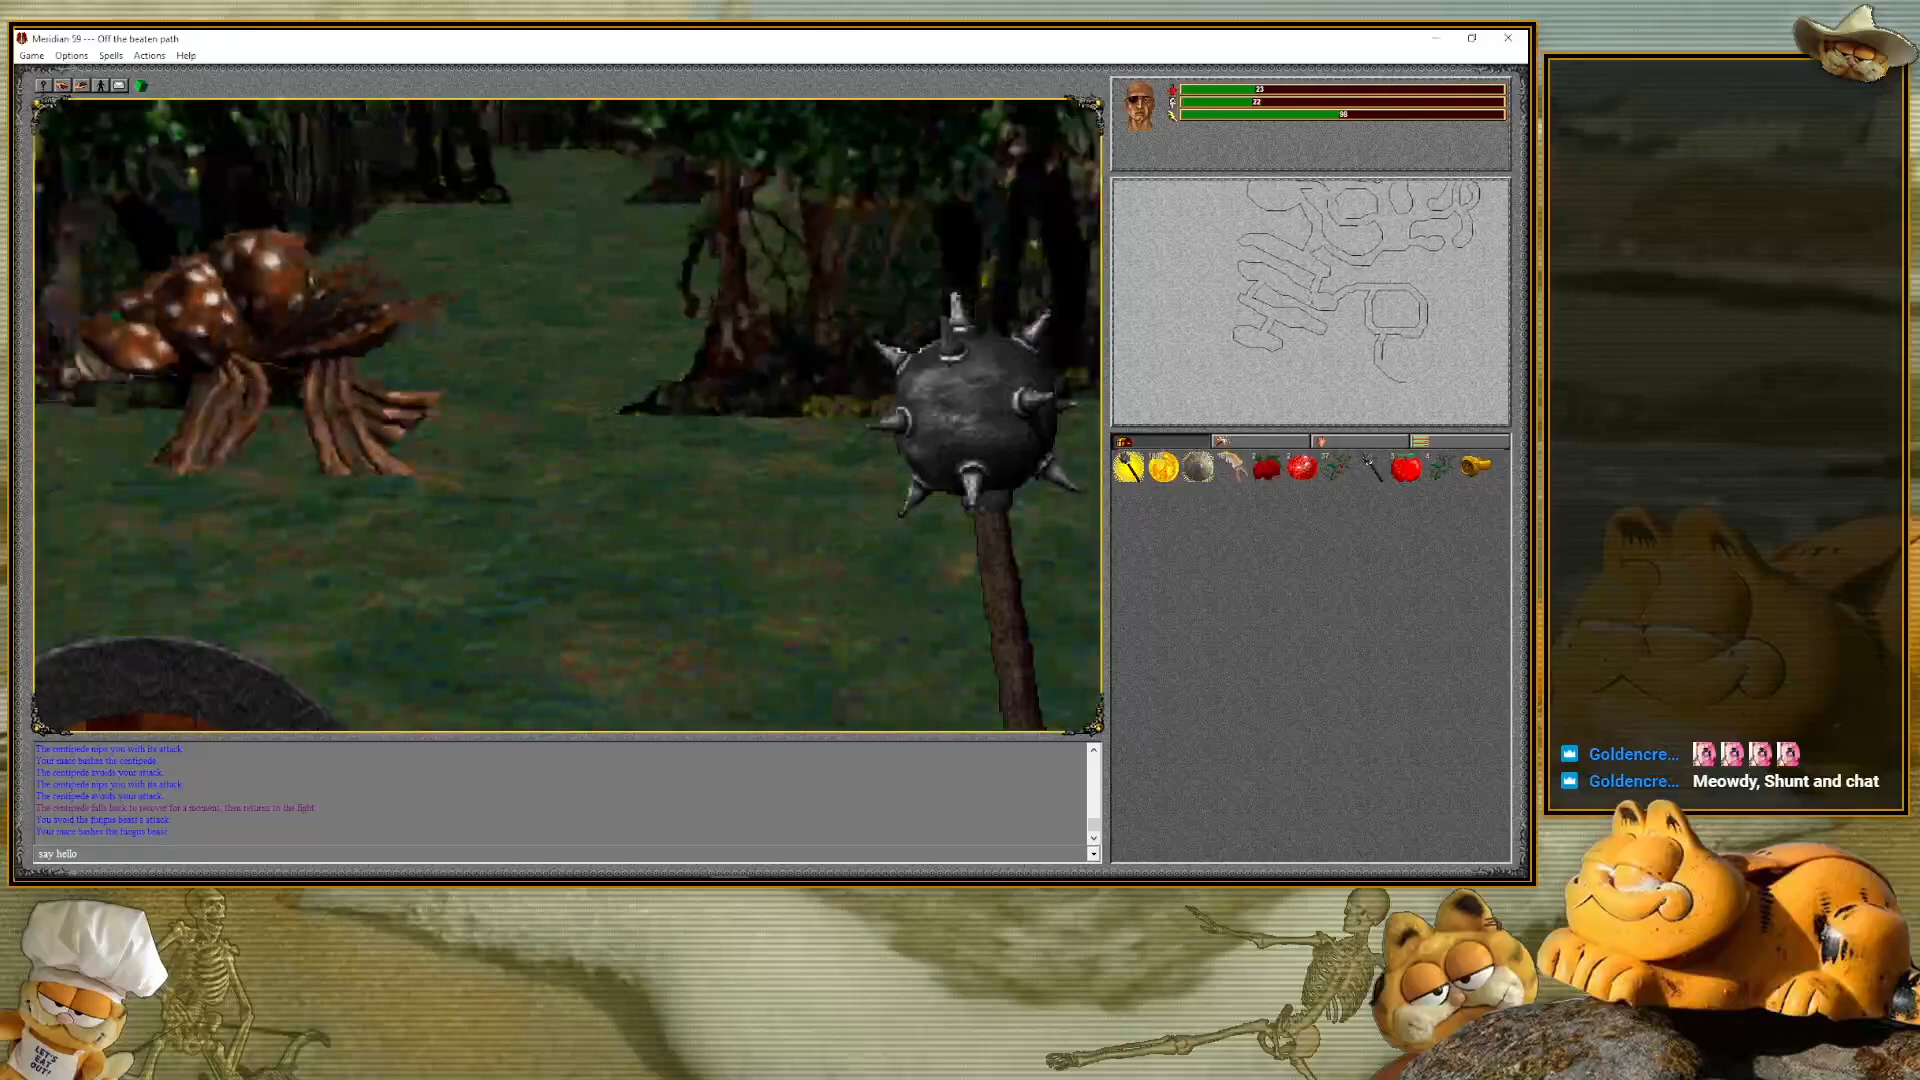 Meridian 59 --- Off the beaten path
Game Options Spells Actions Help
23
22
96
The centipede nips you with its attack.
Your mace bashes the centipede.
The centipede avoids your attack.
The centipede nips you with its attack.
The centipede avoids your attack.
The centipede falls back to recover for a moment, then returns to the fight.
You avoid the fungus beast's attack.
Your mace bashes the fungus beast.
say hello
Goldencre...
Goldencre... Meowdy, Shunt and chat
LET'S
EAT
OUT!